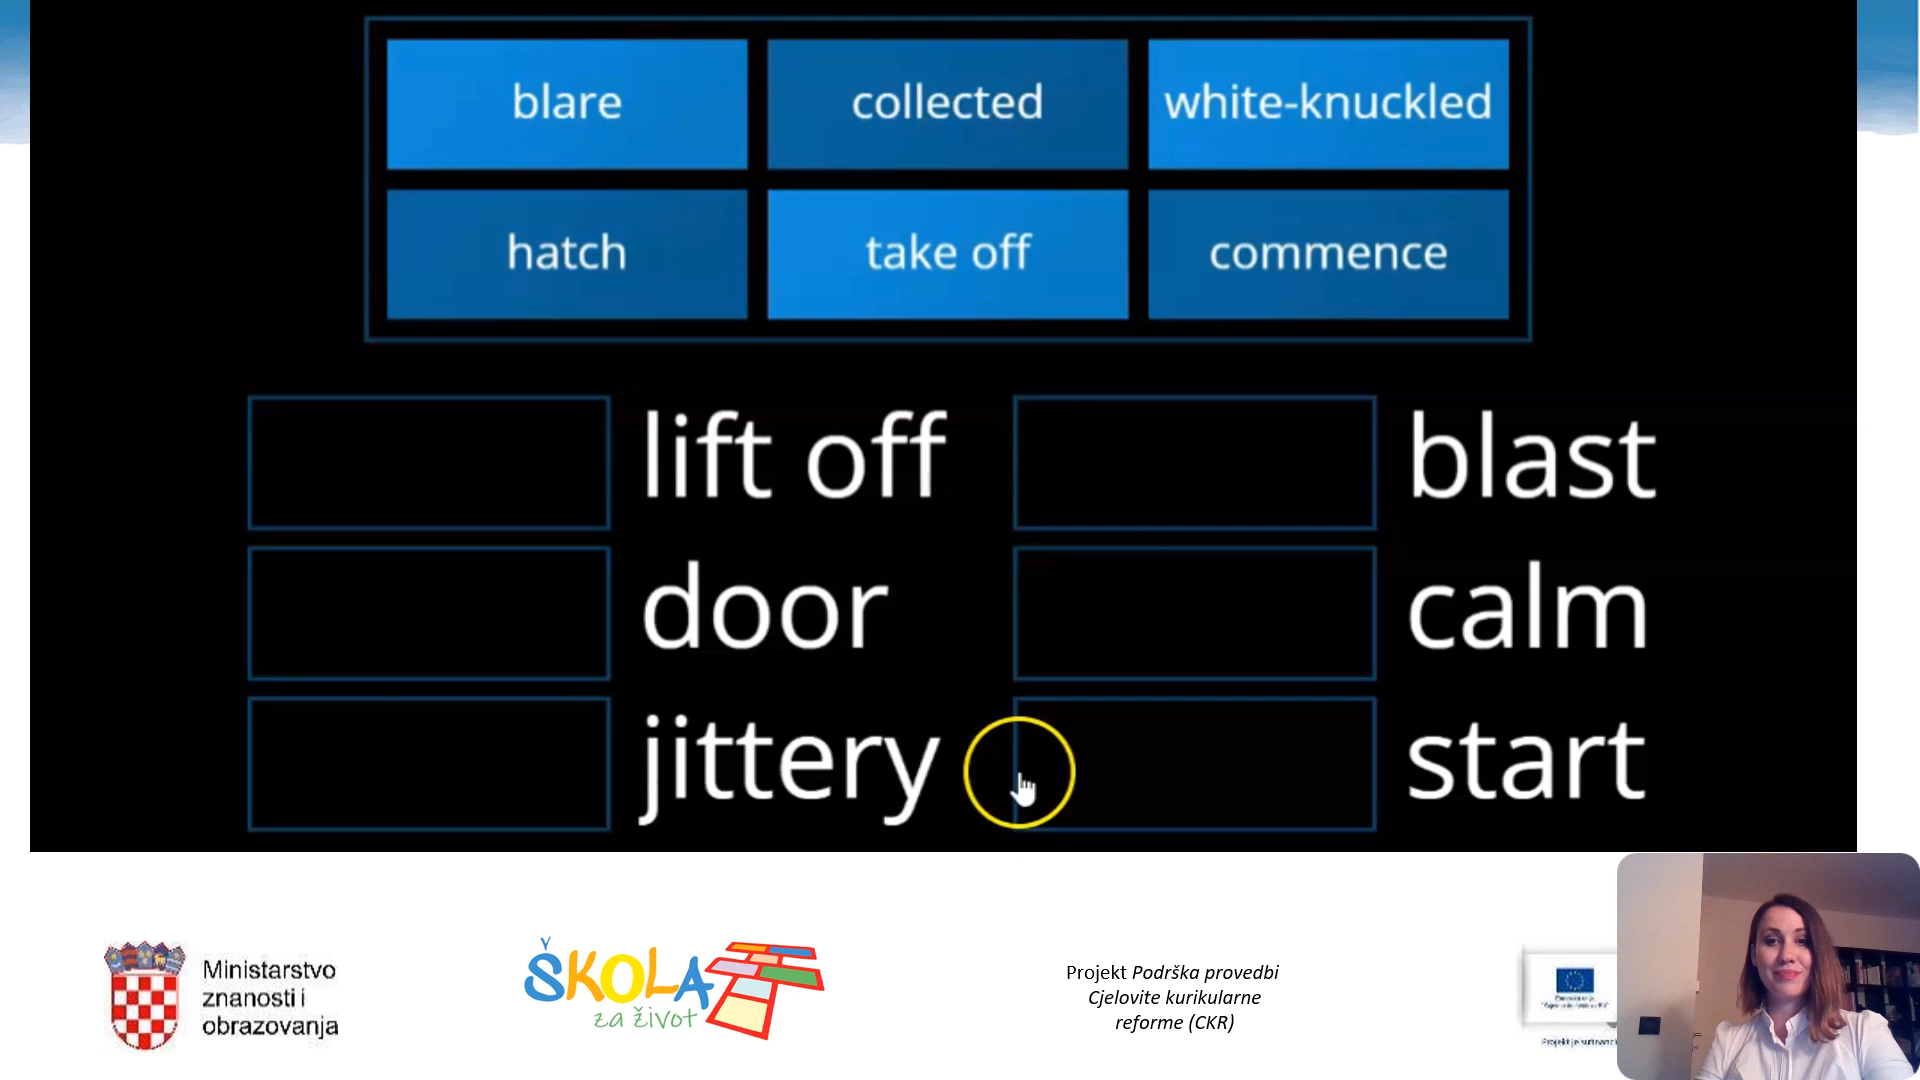 blare
collected
white-knuckled
hatch
take off
commence
lift off
blast
door
calm
jittery
start
Ministarstvo
znanosti i
obrazovanja
ŠKOLA
za život
Projekt Podrška provedbi
Cjelovite kurikularne
reforme (CKR)